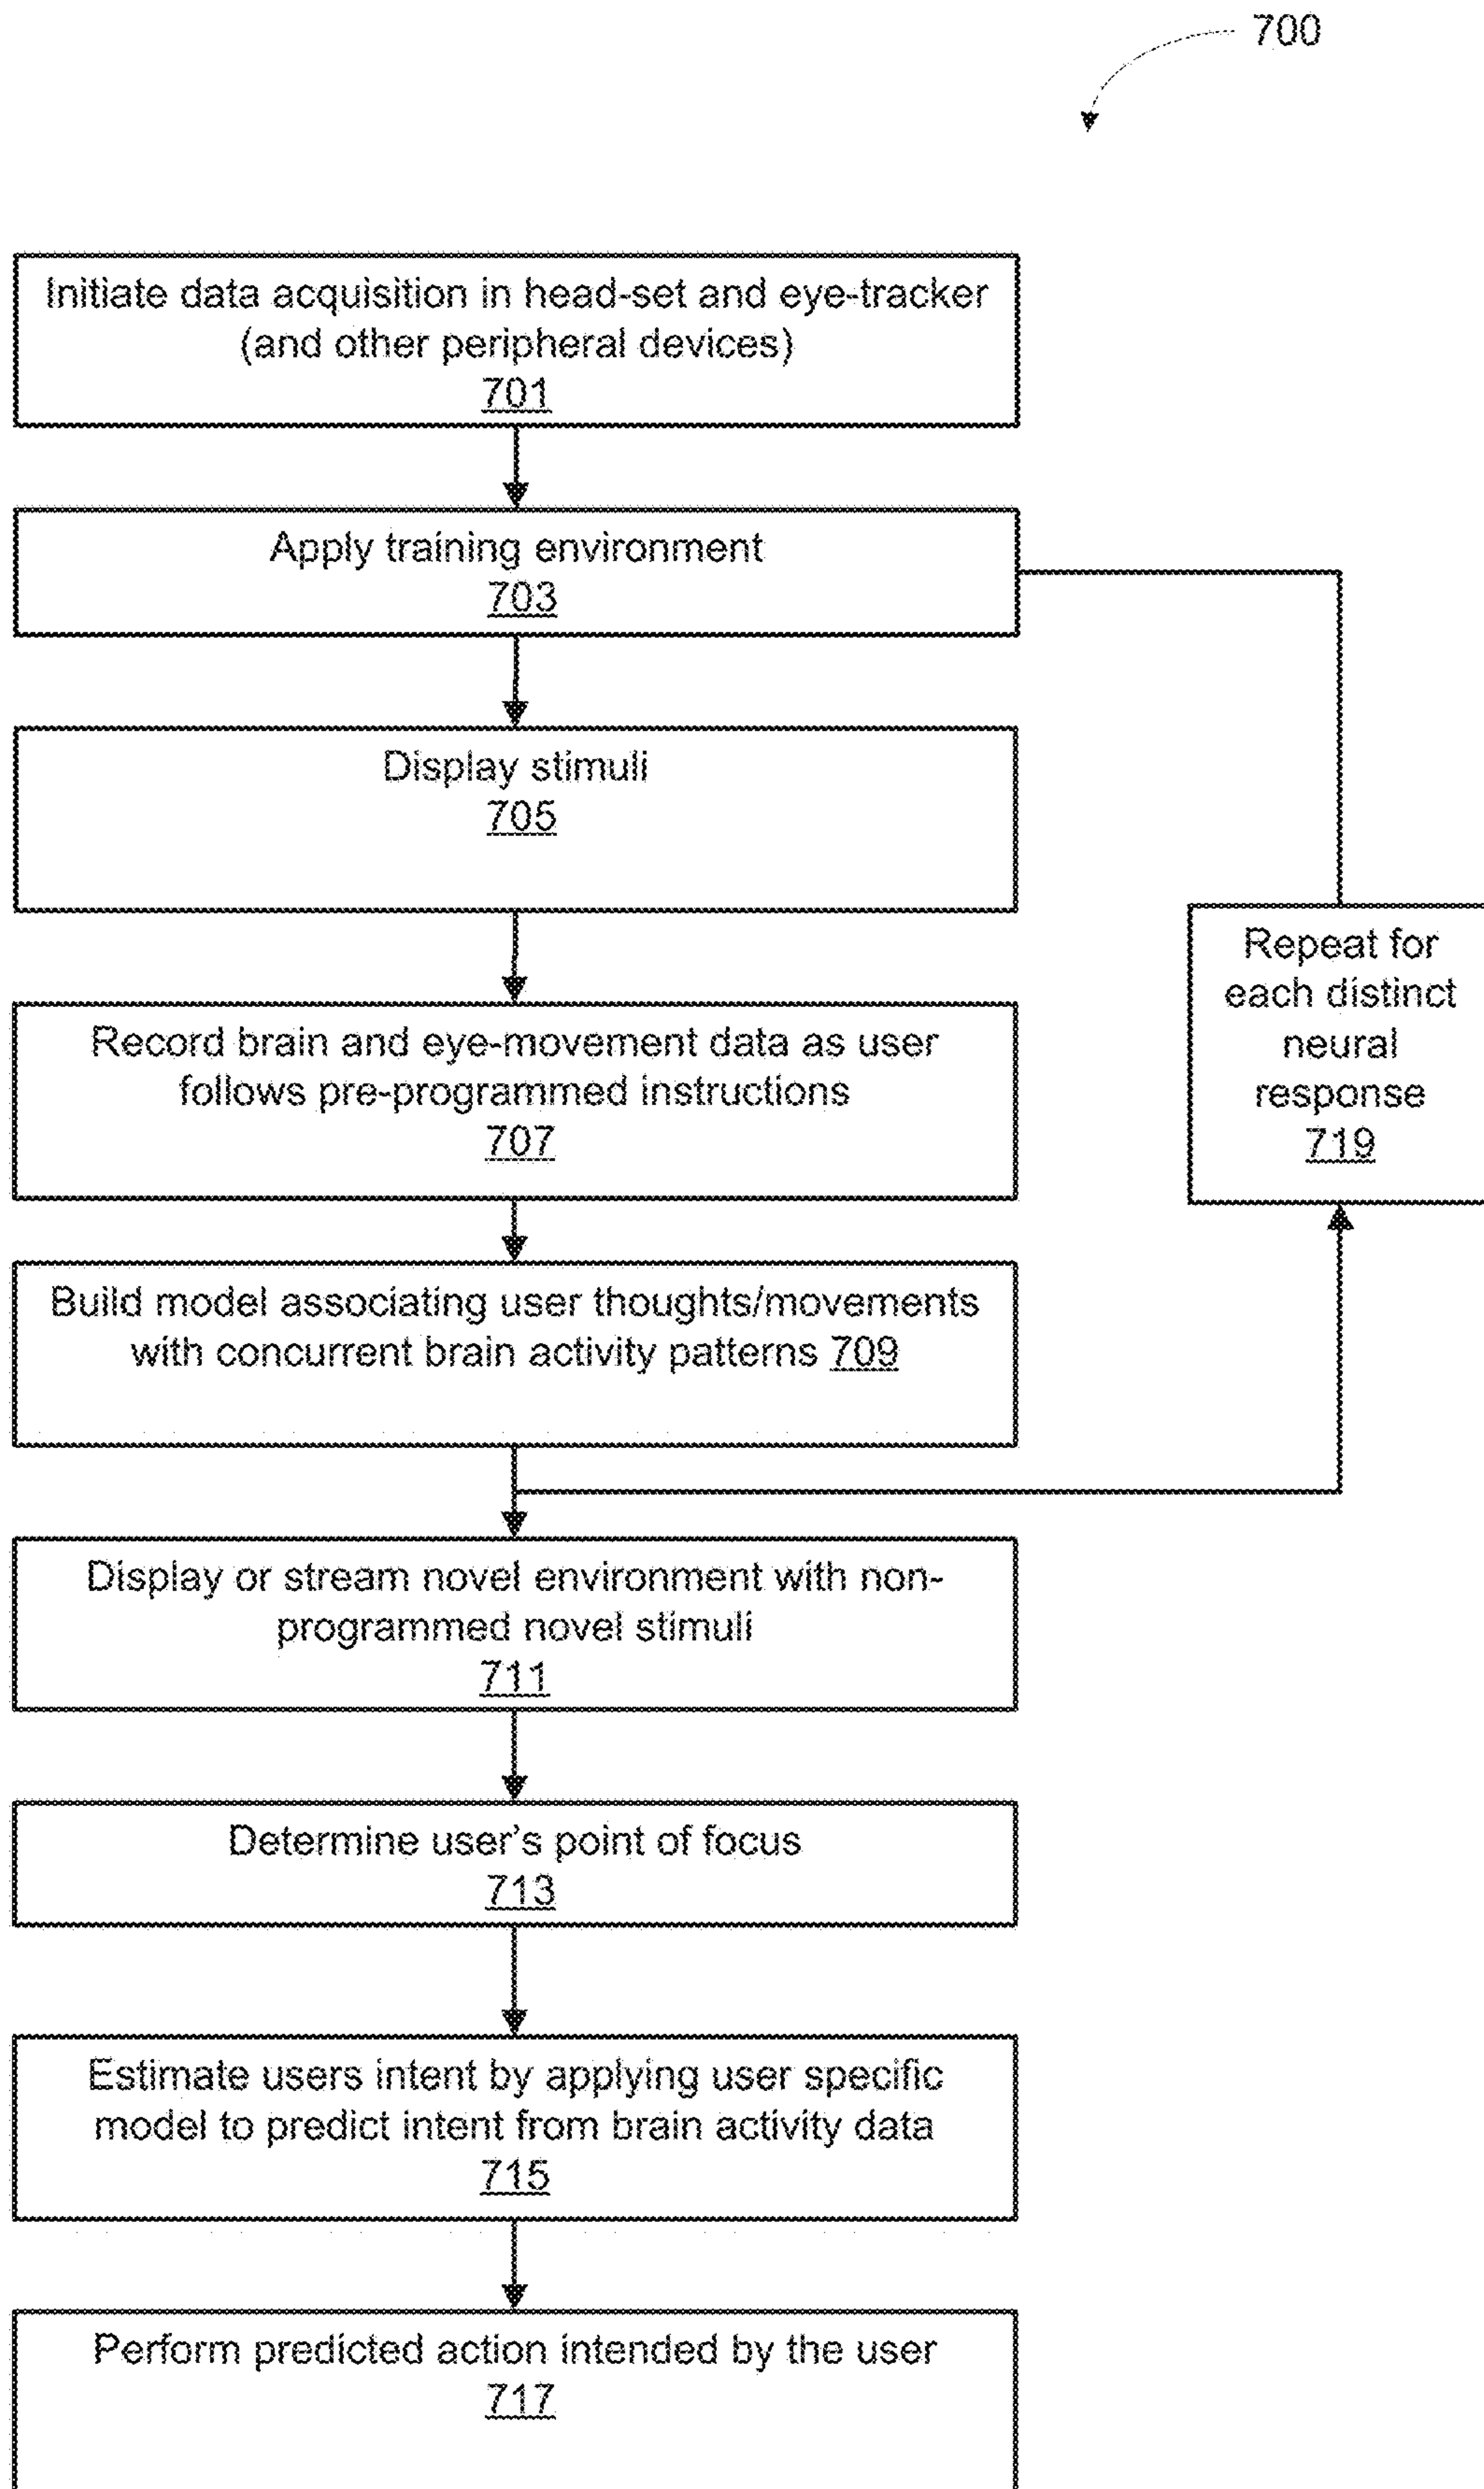 700
Initiate data acquisition in head-set and eye-tracker
(and other peripheral devices)
701
Apply training environment
703
Display stimuli
705
Record brain and eye-movement data as user
follows pre-programmed instructions
707
Repeat for
each distinct
neural
response
719
Build model associating user thoughts/movements
with concurrent brain activity patterns 709
Display or stream novel environment with non-
programmed novel stimuli
711
Determine user's point of focus
713
Estimate users intent by applying user specific
model to predict intent from brain activity data
715
Perform predicted action intended by the user
717